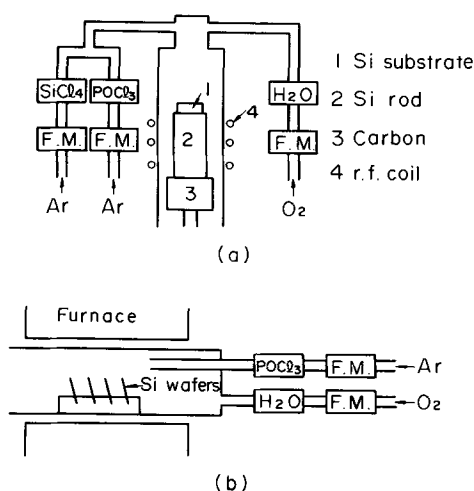 SiCl4 POCl3
F.M. F.M.
Ar Ar
1
2
3
4
H2O
F.M.
O2
1 Si substrate
2 Si rod
3 Carbon
4 r.f. coil
(a)
Furnace
Si wafers
POCl3 F.M. Ar
H2O F.M. O2
(b)